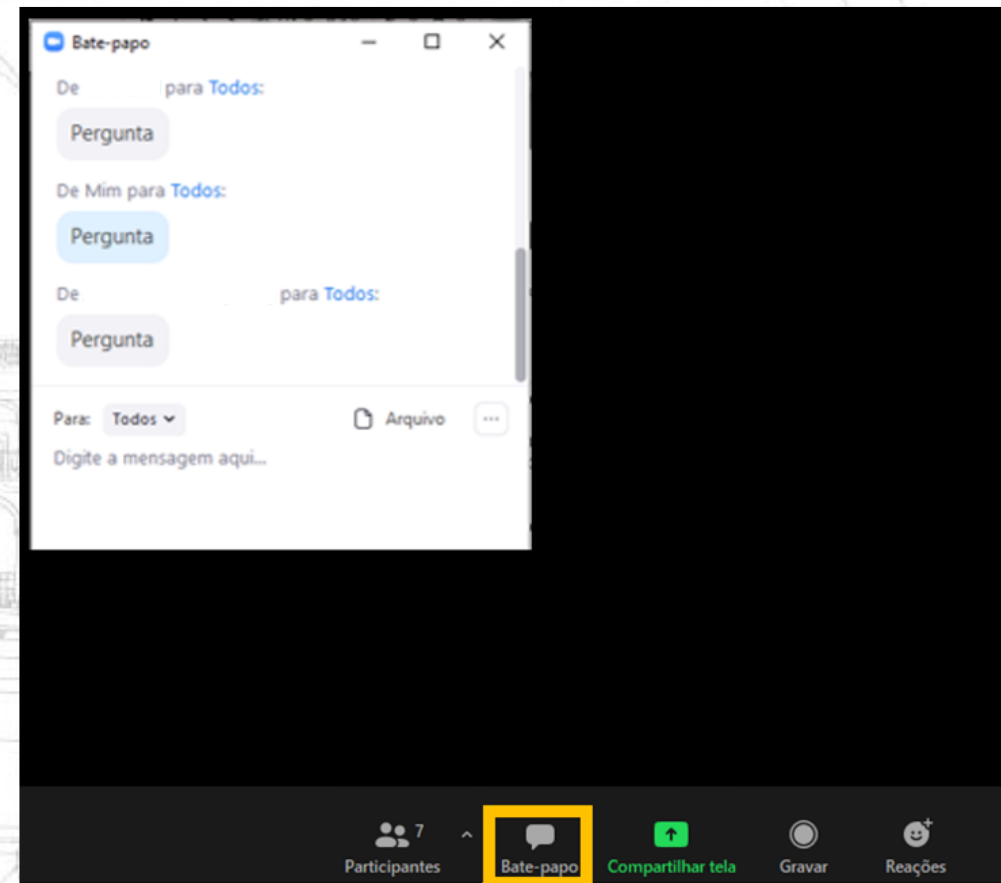 Bate-papo
De para Todos:
Pergunta
De Mim para Todos:
Pergunta
De para Todos:
Pergunta
Para: Todos
Arquivo
...
Digite a mensagem aqui...
7
Participantes
Bate-papo
Compartilhar tela
Gravar
Reações